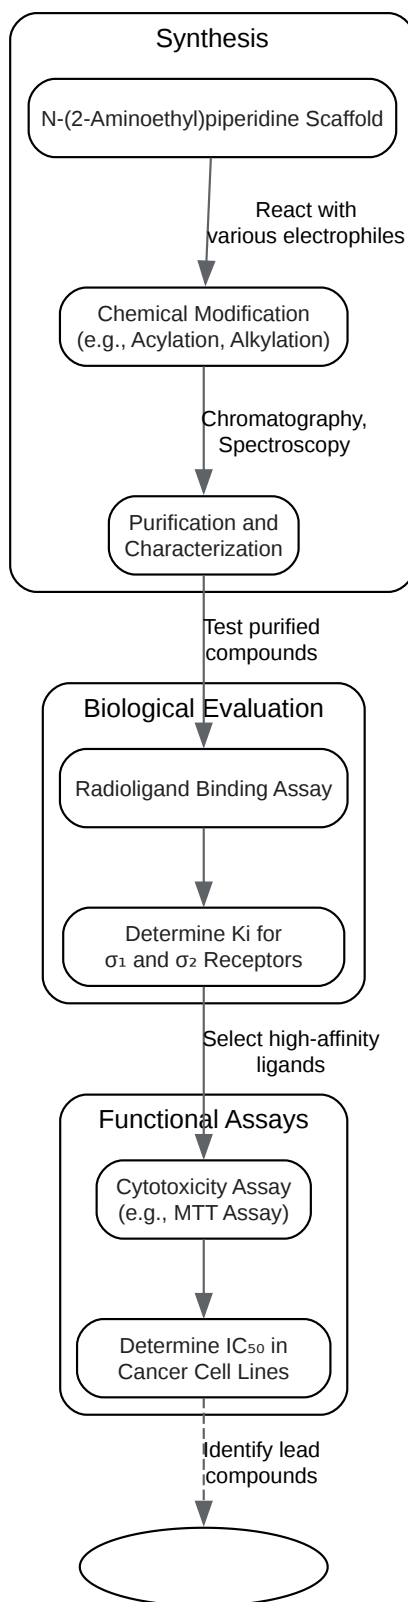 Synthesis
N-(2-Aminoethyl)piperidine Scaffold
React with
various electrophiles
Chemical Modification
(e.g., Acylation, Alkylation)
Chromatography,
Spectroscopy
Purification and
Characterization
Test purified
compounds
Biological Evaluation
Radioligand Binding Assay
Determine Ki for
σ₁ and σ₂ Receptors
Select high-affinity
ligands
Functional Assays
Cytotoxicity Assay
(e.g., MTT Assay)
Determine IC₅₀ in
Cancer Cell Lines
Identify lead
compounds